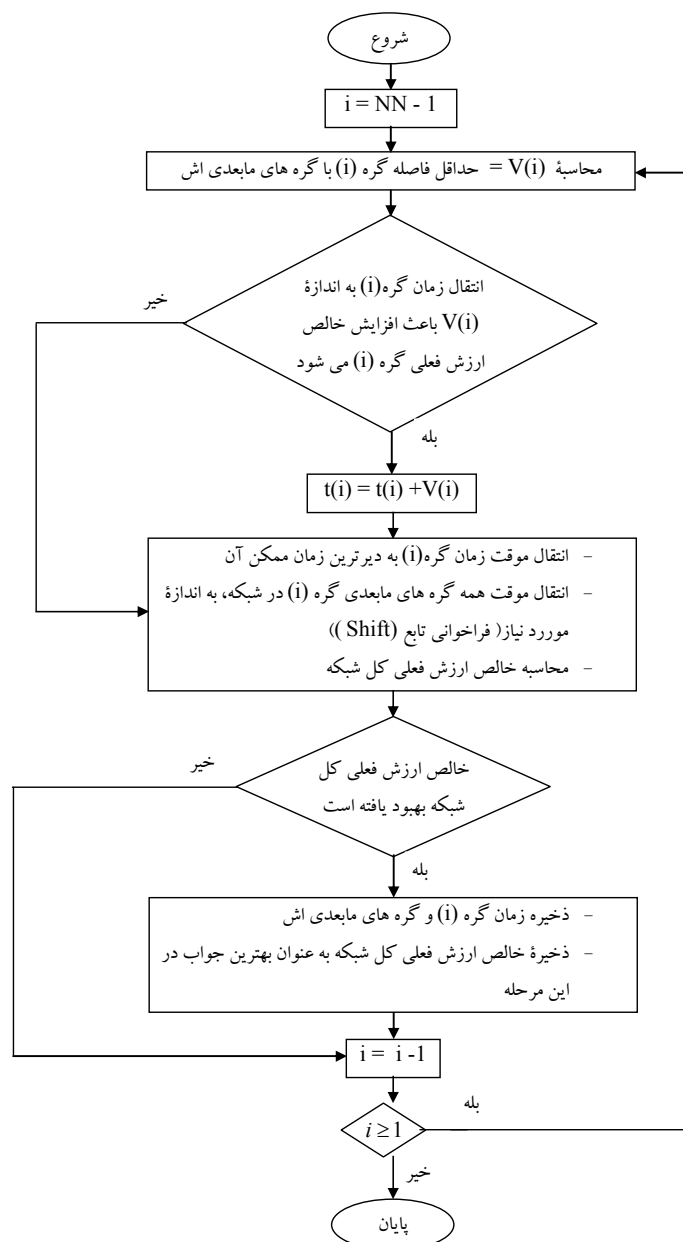 شروع
i = NN - 1
محاسبۀ V(i) = حداقل فاصله گره (i) با گره های مابعدی اش
انتقال زمان گره(i) به اندازۀ
V(i) باعث افزایش خالص
ارزش فعلی گره (i) می شود
خیر
بله
t(i) = t(i) +V(i)
- انتقال موقت زمان گره(i) به دیرترین زمان ممکن آن
- انتقال موقت همه گره های مابعدی گره (i) در شبکه، به اندازۀ
موررد نیاز( فراخوانی تابع (Shift ))
- محاسبه خالص ارزش فعلی کل شبکه
خالص ارزش فعلی کل
شبکه بهبود یافته است
خیر
بله
- ذخیره زمان گره (i) و گره های مابعدی اش
- ذخیرۀ خالص ارزش فعلی کل شبکه به عنوان بهترین جواب در
این مرحله
i = i -1
i ≥ 1
بله
خیر
پایان